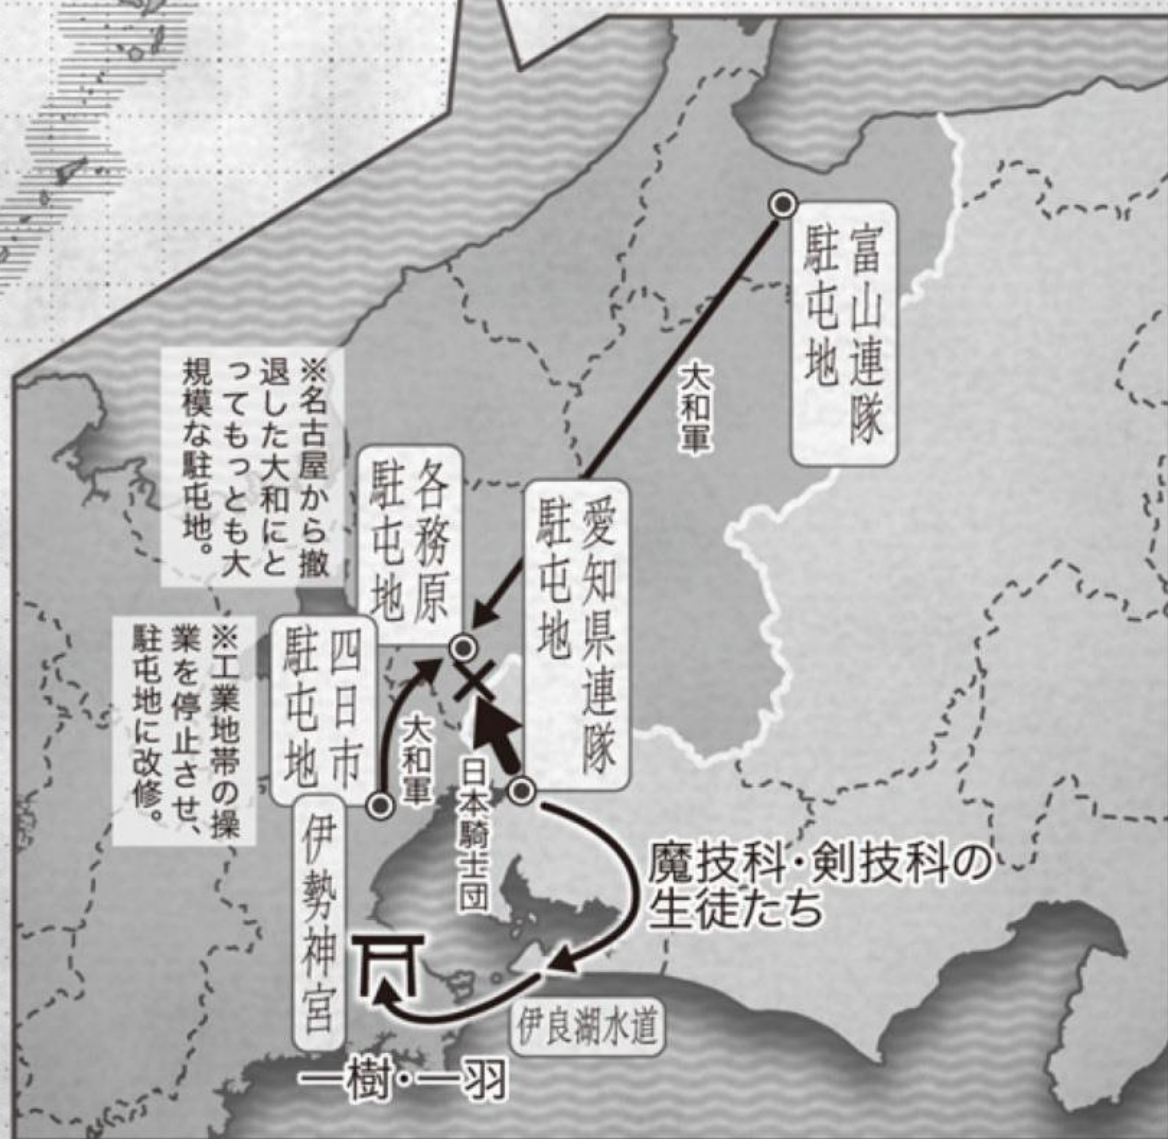 富山連隊
駐屯地
大和軍
※名古屋から撤
退した大和にと
ってもっとも大
規模な駐屯地。
各務原
駐屯地
愛知県連隊
駐屯地
※工業地帯の操
業を停止させ、
駐屯地に改修。
四日市
駐屯地
大和軍
日本騎士団
伊勢神宮
魔技科・剣技科の
生徒たち
伊良湖水道
一樹・一羽